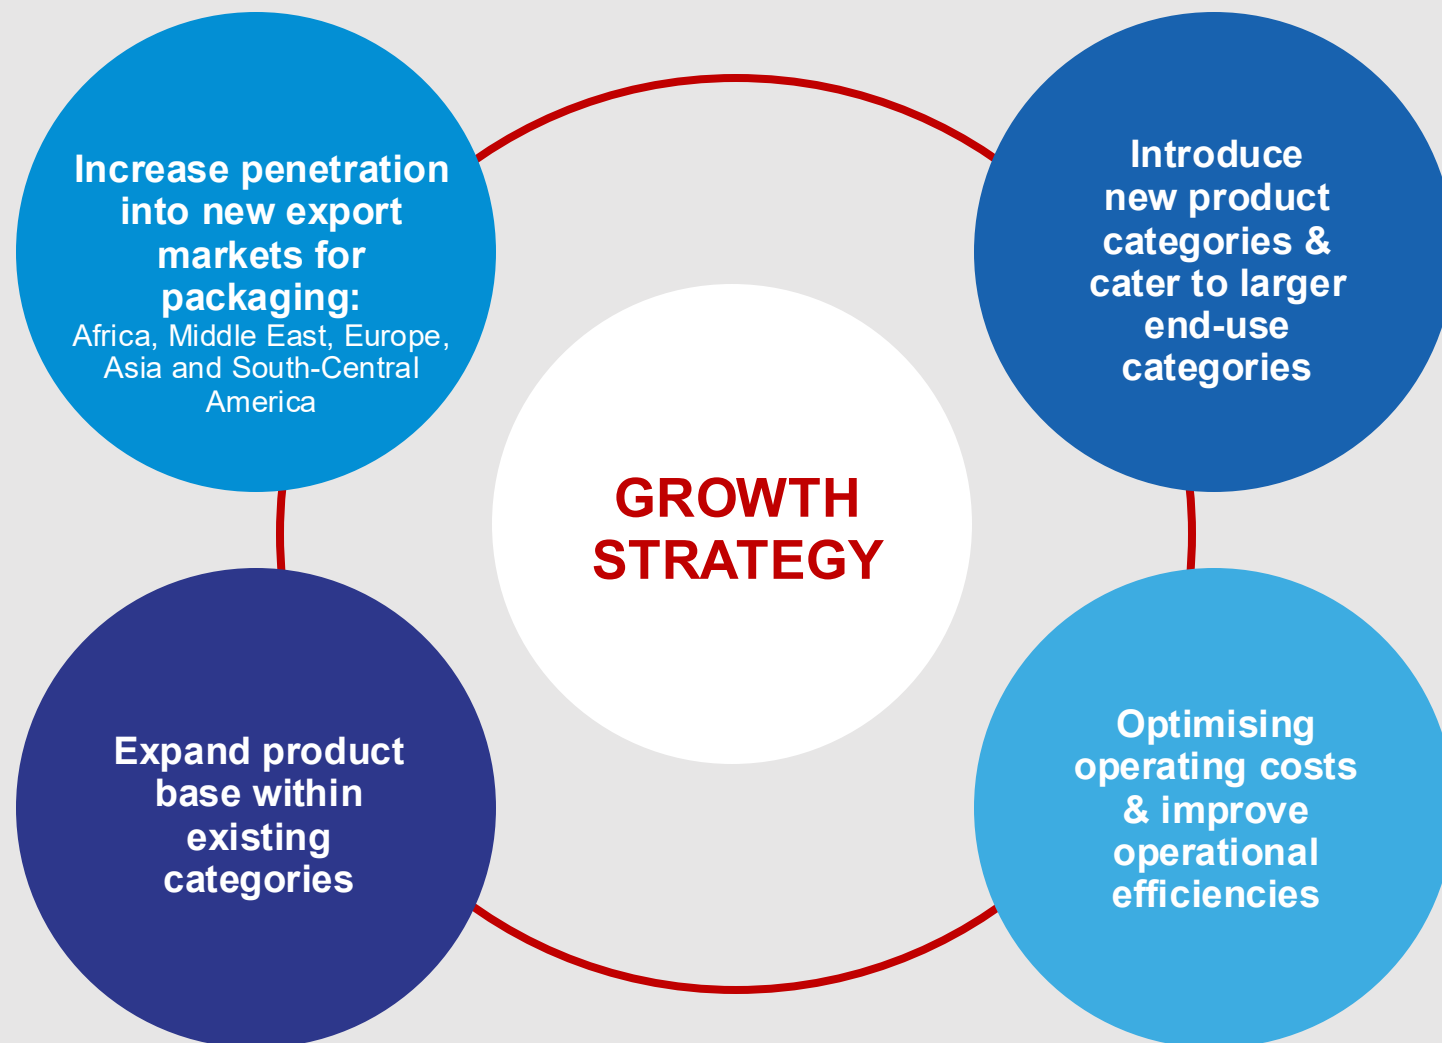 Increase penetration
into new export
markets for
packaging:
Africa, Middle East, Europe,
Asia and South-Central
America
Introduce
new product
categories &
cater to larger
end-use
categories
GROWTH
STRATEGY
Expand product
base within
existing
categories
Optimising
operating costs
& improve
operational
efficiencies